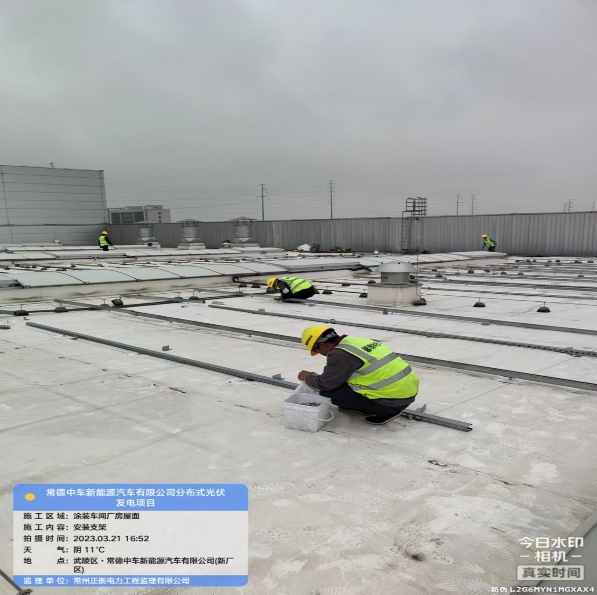 常德中车新能源汽车有限公司分布式光伏
发电项目
施工区域：涂装车间厂房屋面
施工内容：安装支架
拍摄时间：2023.03.21 16:52
天 气：阴 11℃
地 点：武陵区·常德中车新能源汽车有限公司(新厂
区)
监理单位：常州正衡电力工程监理有限公司
今日水印
相机
真实时间
防伪 L2G6MYN1MGXAX4